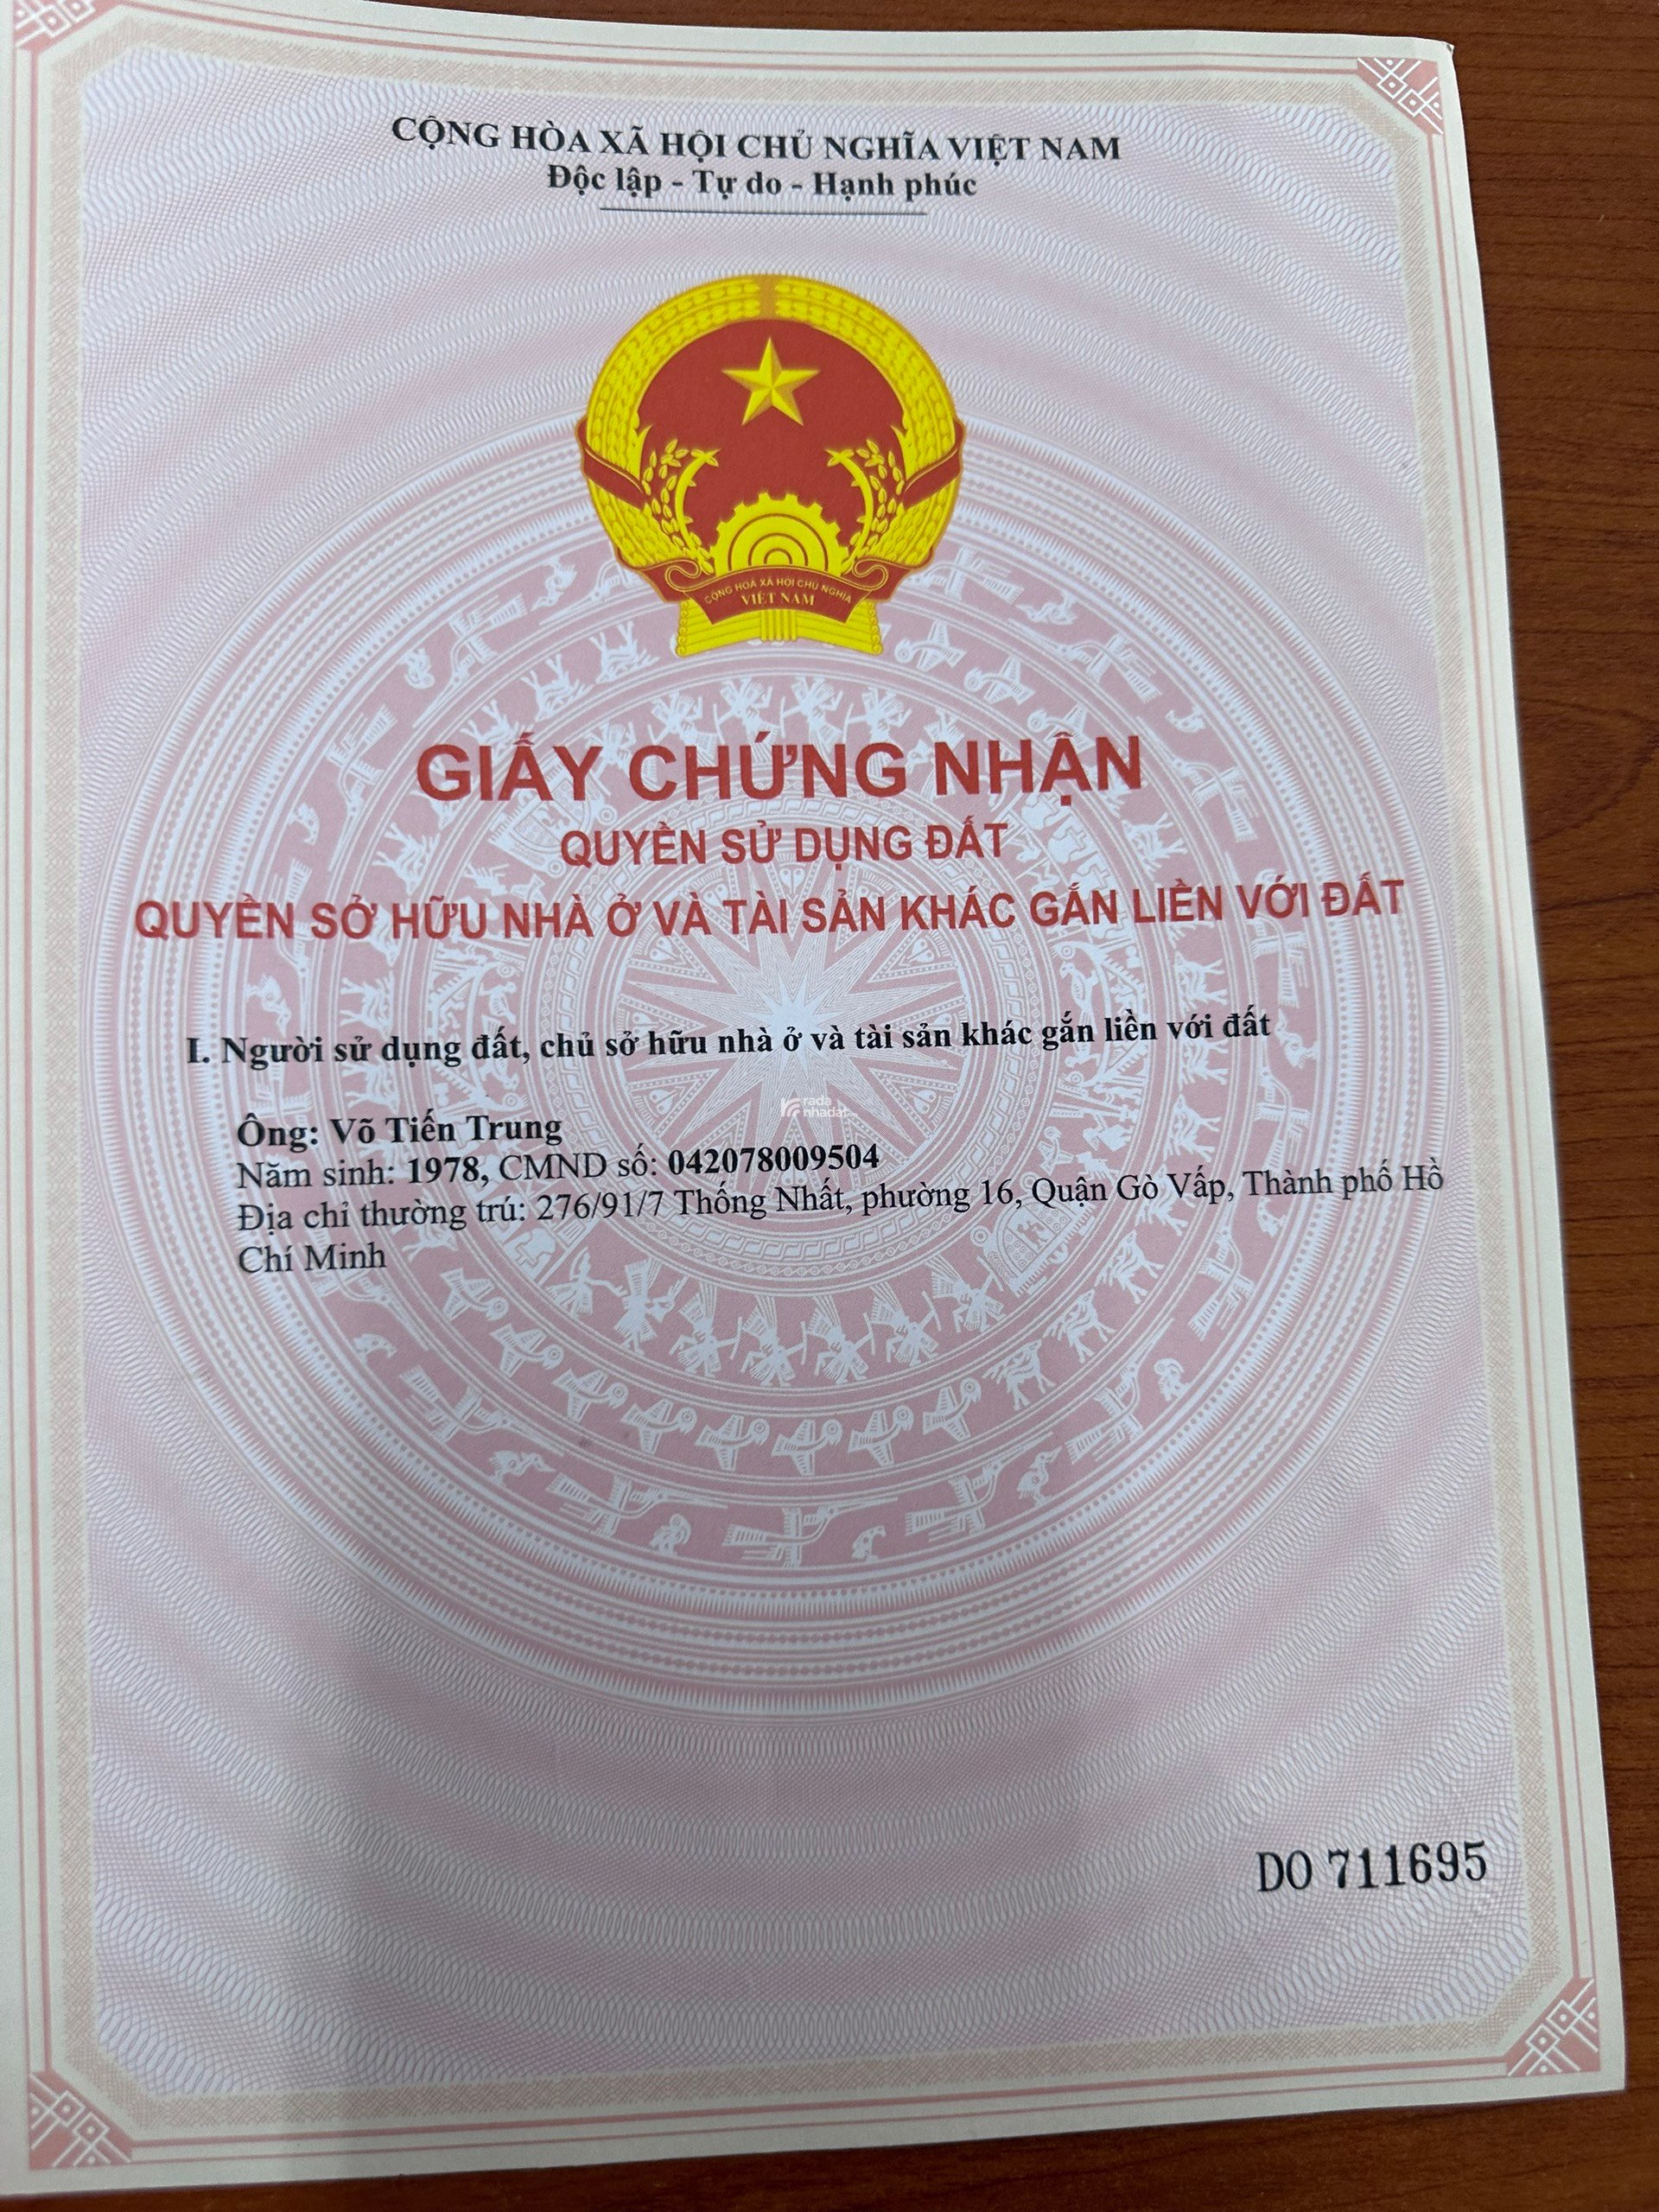 CỘNG HÒA XÃ HỘI CHỦ NGHĨA VIỆT NAM
Độc lập - Tự do - Hạnh phúc
CỘNG HOÀ XÃ HỘI CHỦ NGHĨA
VIỆT NAM
GIẤY CHỨNG NHẬN
QUYỀN SỬ DỤNG ĐẤT
QUYỀN SỞ HỮU NHÀ Ở VÀ TÀI SẢN KHÁC GẮN LIỀN VỚI ĐẤT
I. Người sử dụng đất, chủ sở hữu nhà ở và tài sản khác gắn liền với đất
rada
nhadat
Ông: Võ Tiến Trung
Năm sinh: 1978, CMND số: 042078009504
Địa chỉ thường trú: 276/91/7 Thống Nhất, phường 16, Quận Gò Vấp, Thành phố Hồ
Chí Minh
DO 711695